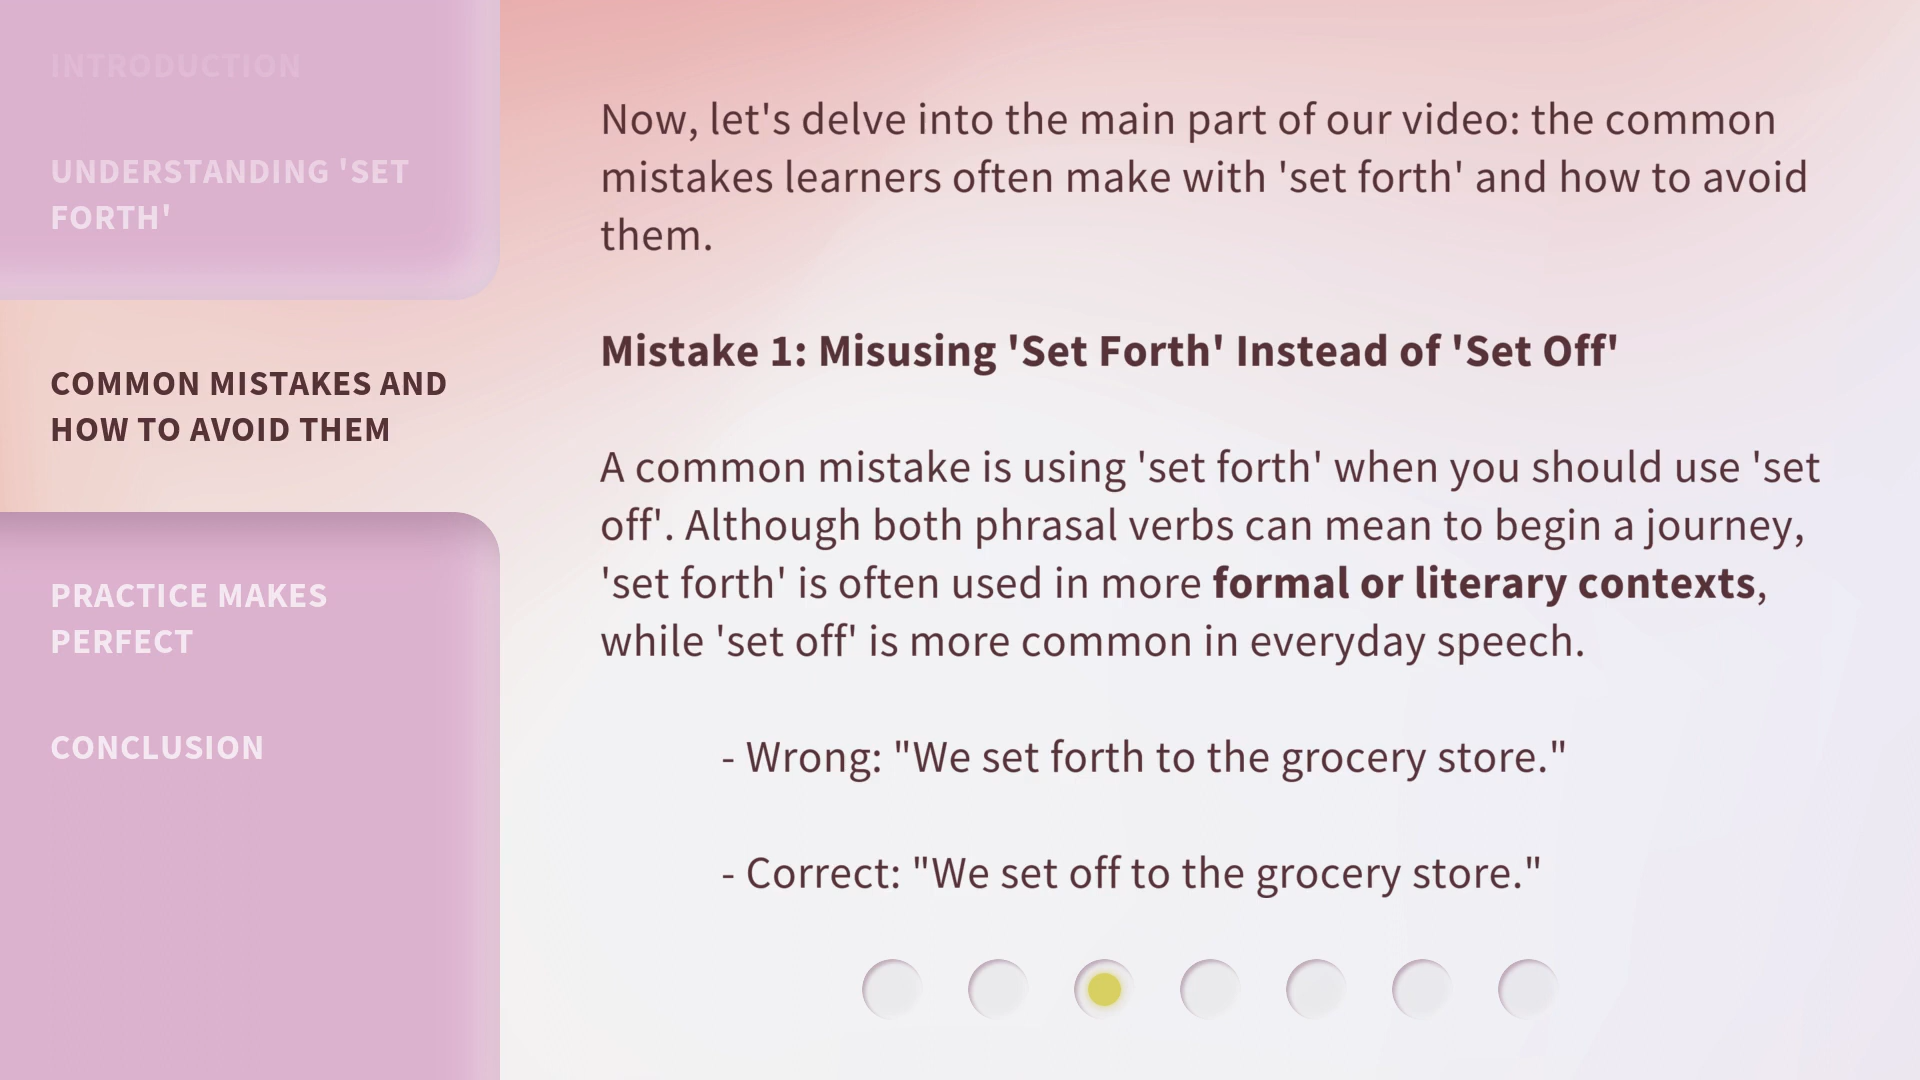 INTRODUCTION
UNDERSTANDING 'SET
FORTH'
COMMON MISTAKES AND
HOW TO AVOID THEM
PRACTICE MAKES
PERFECT
CONCLUSION
Now, let's delve into the main part of our video: the common
mistakes learners often make with 'set forth' and how to avoid
them.
Mistake 1: Misusing 'Set Forth' Instead of 'Set Off'
A common mistake is using 'set forth' when you should use 'set
off'. Although both phrasal verbs can mean to begin a journey,
'set forth' is often used in more formal or literary contexts,
while 'set off' is more common in everyday speech.
- Wrong: "We set forth to the grocery store."
- Correct: "We set off to the grocery store."